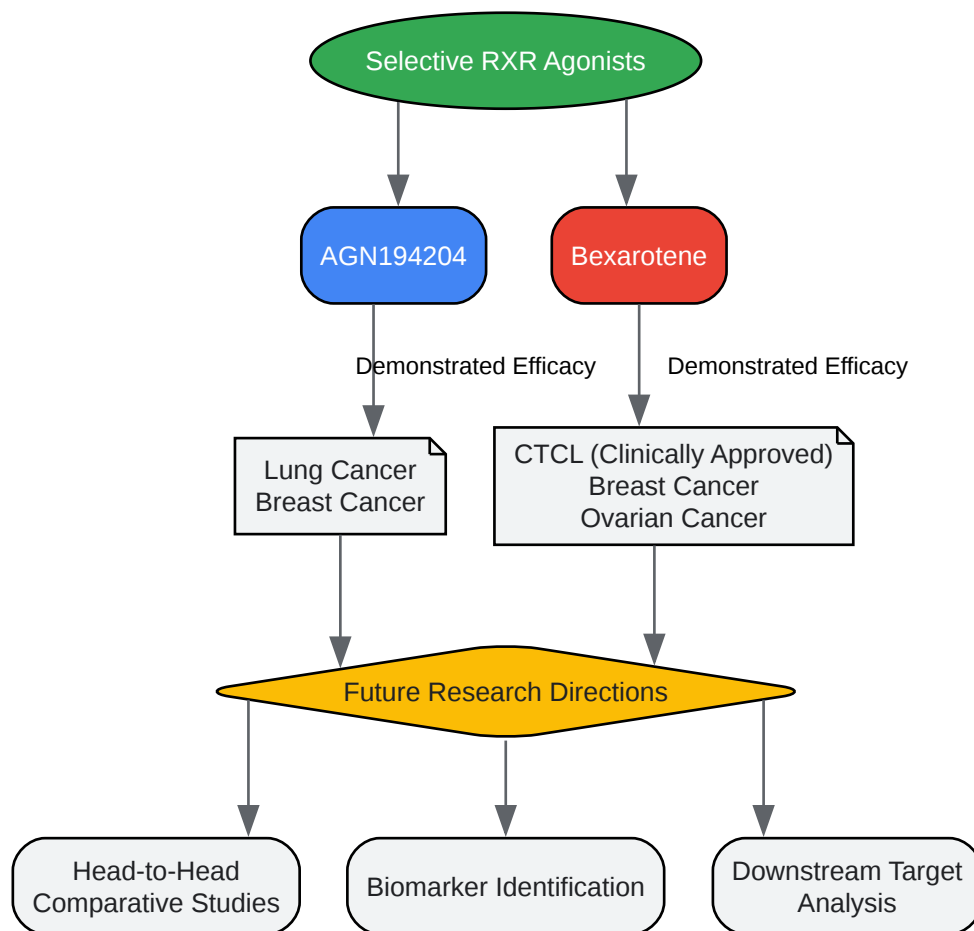 Selective RXR Agonists
AGN194204
Bexarotene
Demonstrated Efficacy
Demonstrated Efficacy
Lung Cancer
Breast Cancer
CTCL (Clinically Approved)
Breast Cancer
Ovarian Cancer
Future Research Directions
Head-to-Head
Comparative Studies
Biomarker Identification
Downstream Target
Analysis